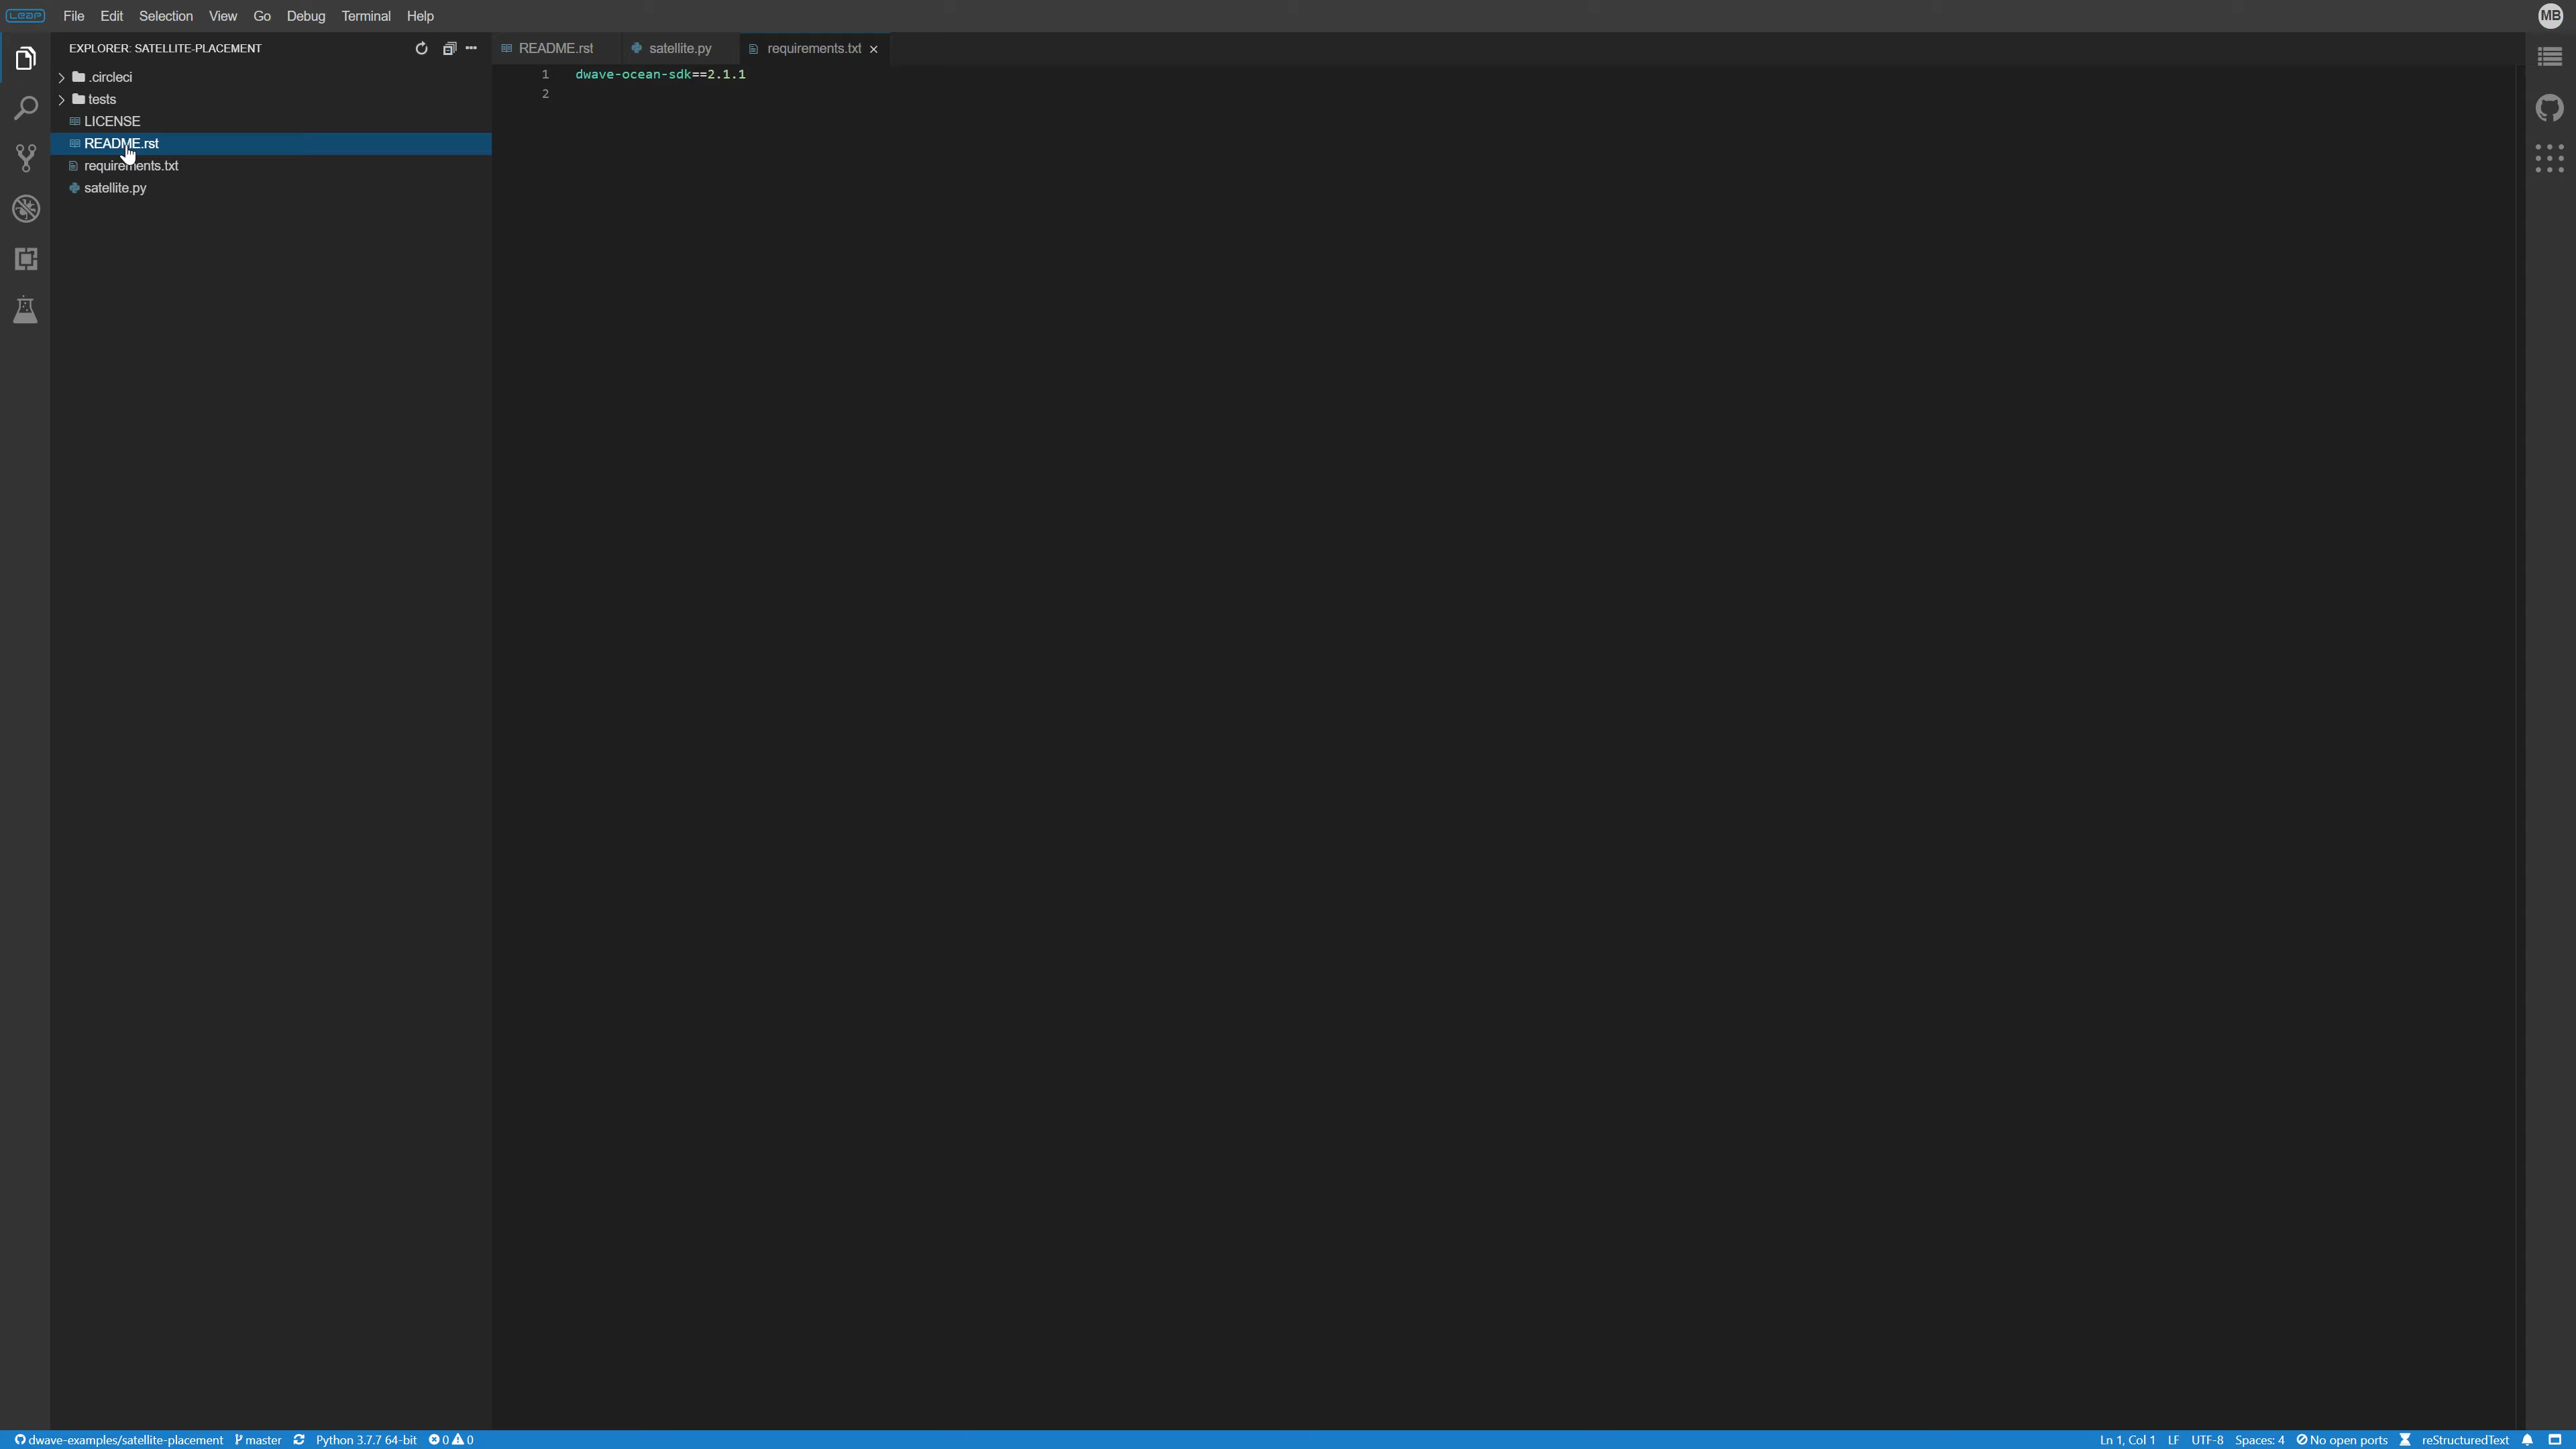 Leap File Edit Selection View Go Debug Terminal Help MB
EXPLORER: SATELLITE-PLACEMENT
README.rst satellite.py requirements.txt
.circleci
tests
LICENSE
README.rst
requirements.txt
satellite.py
1 dwave-ocean-sdk==2.1.1
2
dwave-examples/satellite-placement master Python 3.7.7 64-bit 0 0 Ln 1, Col 1 LF UTF-8 Spaces: 4 No open ports reStructuredText